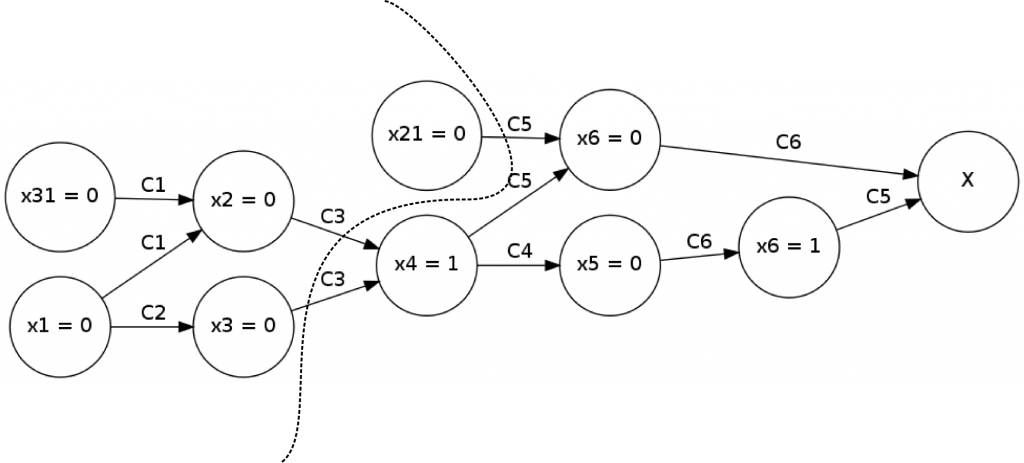 x21 = 0
C5
x6 = 0
C6
X
x31 = 0
C1
x2 = 0
C3
C5
C5
C1
x4 = 1
C4
x5 = 0
C6
x6 = 1
x1 = 0
C2
x3 = 0
C3